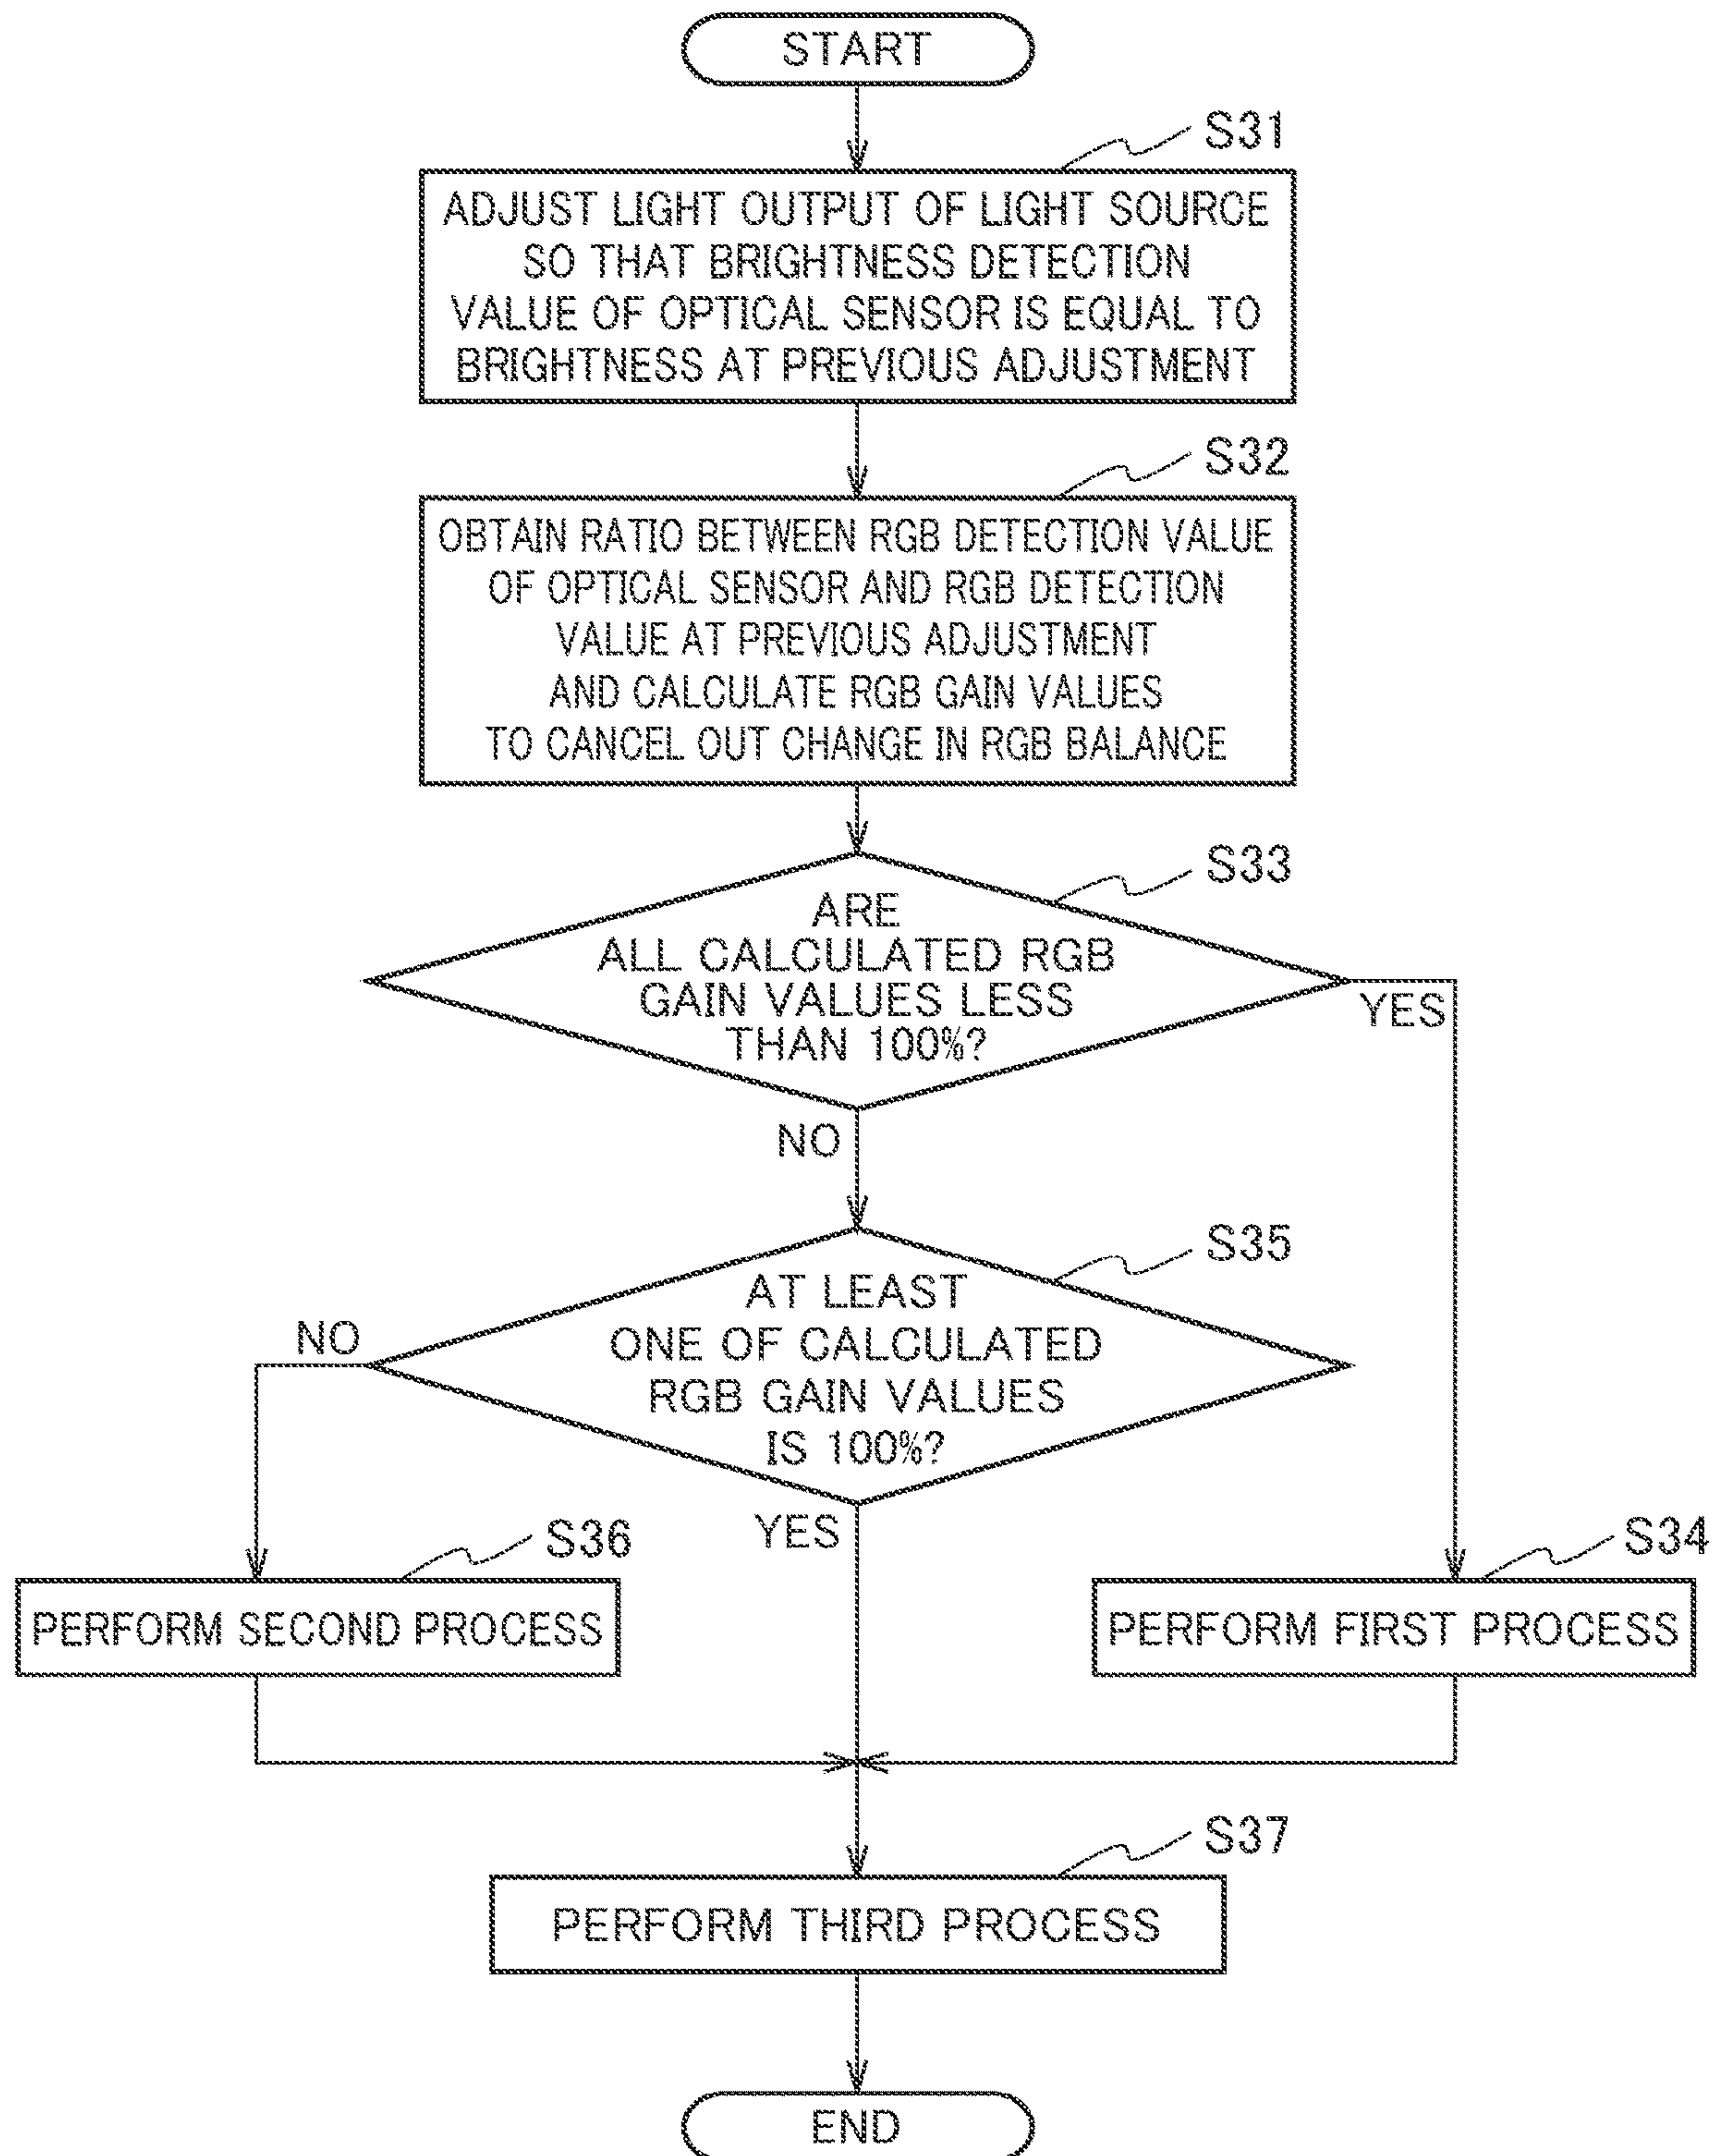 START
S31
ADJUST LIGHT OUTPUT OF LIGHT SOURCE
SO THAT BRIGHTNESS DETECTION
VALUE OF OPTICAL SENSOR IS EQUAL TO
BRIGHTNESS AT PREVIOUS ADJUSTMENT
S32
OBTAIN RATIO BETWEEN RGB DETECTION VALUE
OF OPTICAL SENSOR AND RGB DETECTION
VALUE AT PREVIOUS ADJUSTMENT
AND CALCULATE RGB GAIN VALUES
TO CANCEL OUT CHANGE IN RGB BALANCE
S33
ARE
ALL CALCULATED RGB
GAIN VALUES LESS
THAN 100%?
YES
NO
S35
AT LEAST
ONE OF CALCULATED
RGB GAIN VALUES
IS 100%?
NO
YES
S36
PERFORM SECOND PROCESS
S34
PERFORM FIRST PROCESS
S37
PERFORM THIRD PROCESS
END